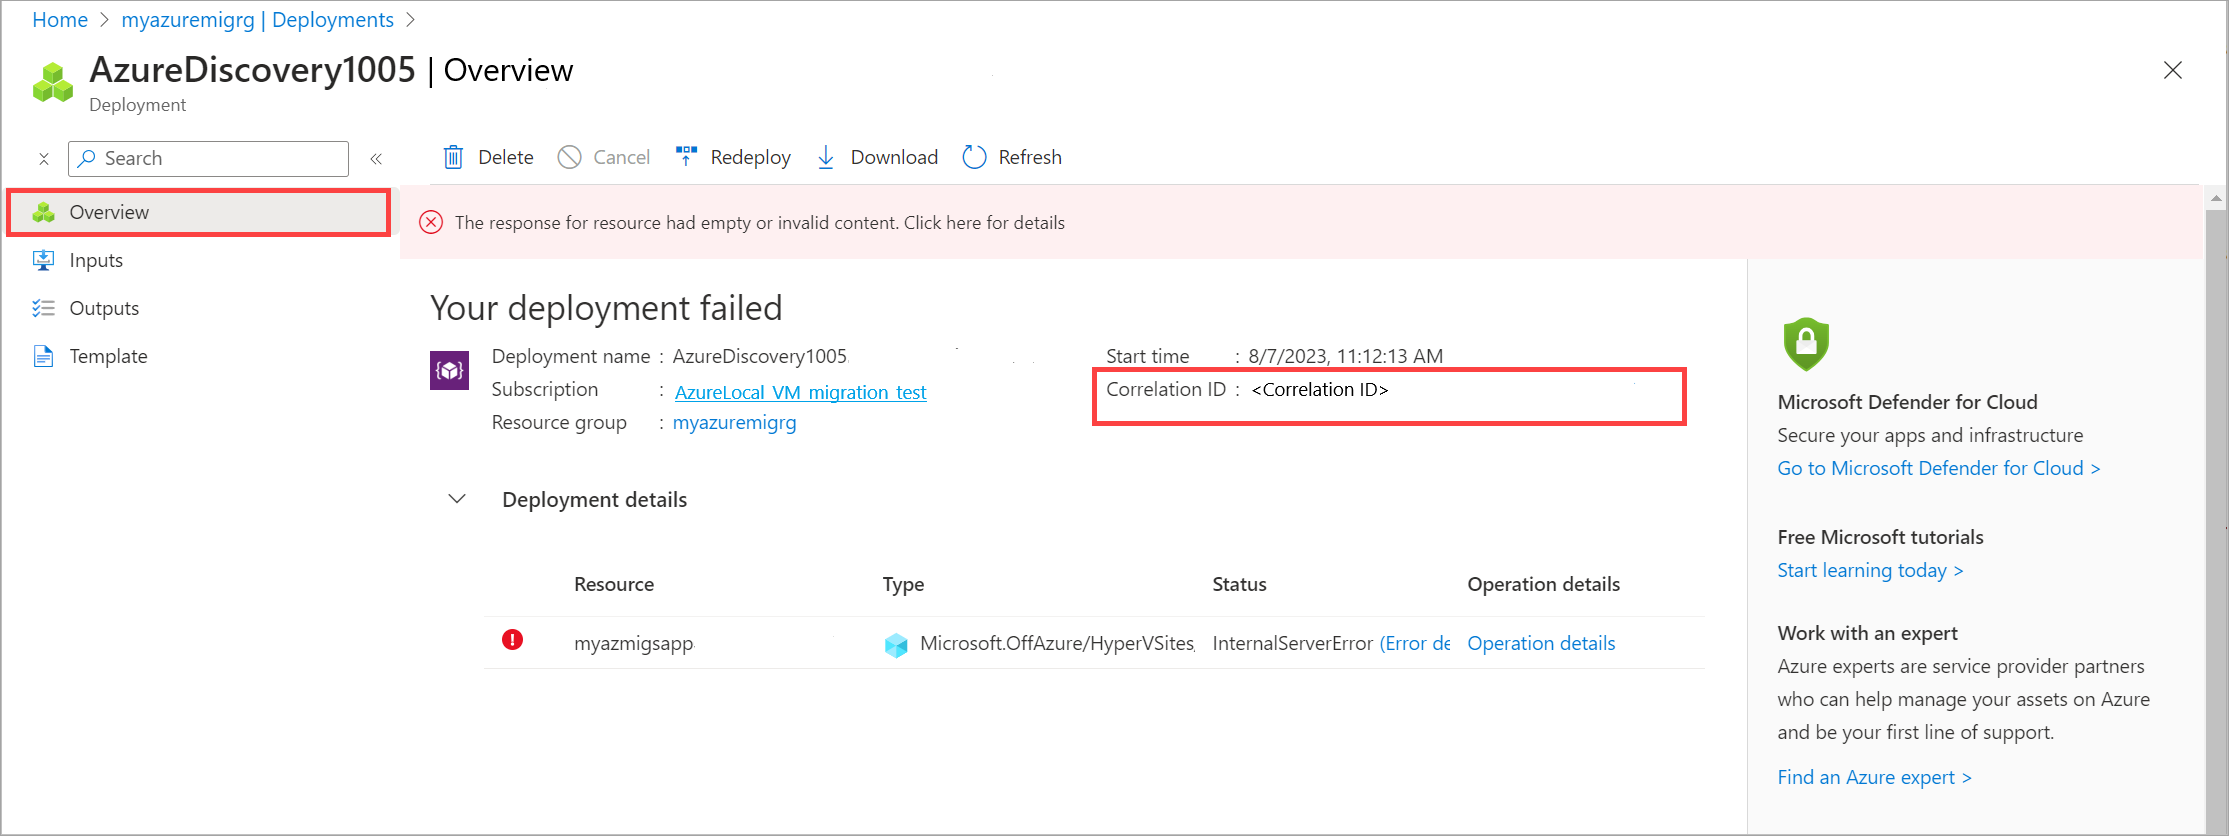 Home > myazuremigrg | Deployments >
AzureDiscovery1005 | Overview
Deployment
Search
«
Delete
Cancel
Redeploy
Download
Refresh
Overview
Inputs
Outputs
Template
The response for resource had empty or invalid content. Click here for details
Your deployment failed
Deployment name : AzureDiscovery1005
Subscription : AzureLocal_VM_migration_test
Resource group : myazuremigrg
Start time : 8/7/2023, 11:12:13 AM
Correlation ID : <Correlation ID>
Deployment details
Resource Type Status Operation details
myazmigsapp Microsoft.OffAzure/HyperVSites, InternalServerError (Error de Operation details
Microsoft Defender for Cloud
Secure your apps and infrastructure
Go to Microsoft Defender for Cloud >
Free Microsoft tutorials
Start learning today >
Work with an expert
Azure experts are service provider partners
who can help manage your assets on Azure
and be your first line of support.
Find an Azure expert >